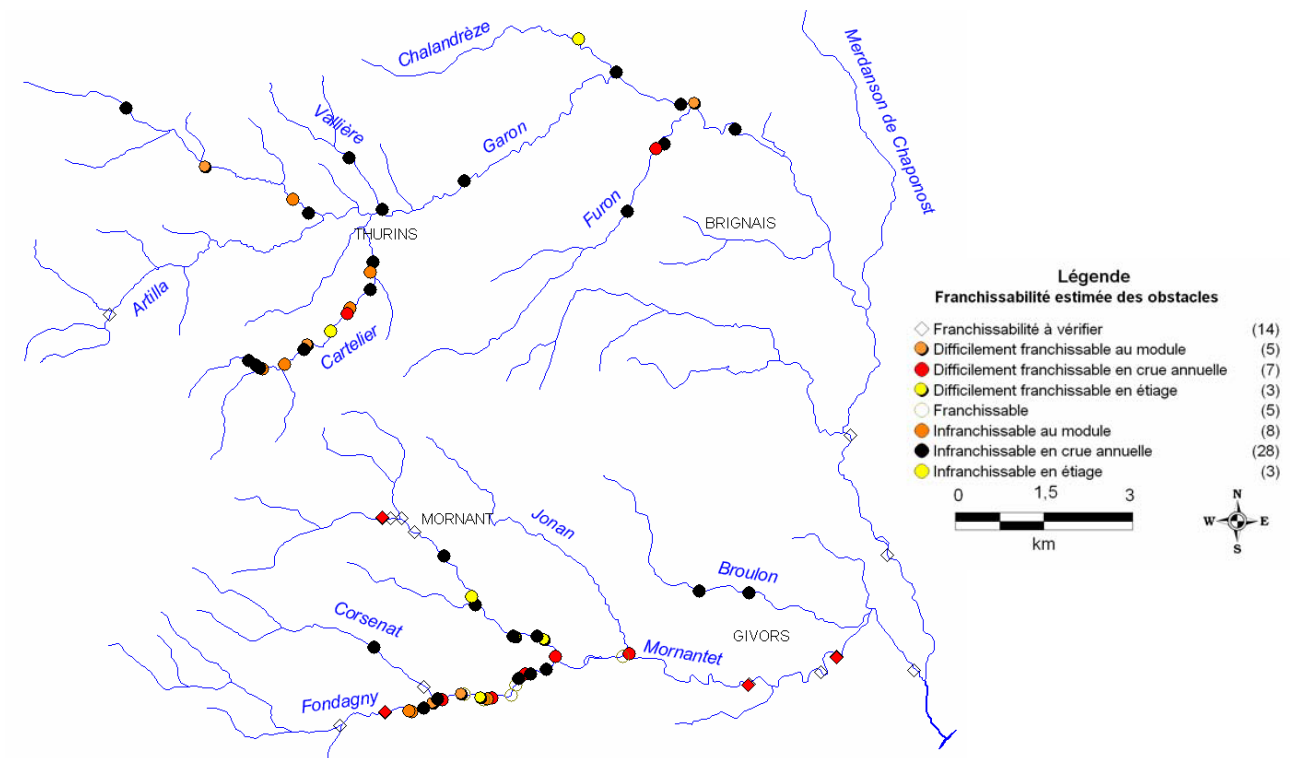 Chalandrèze
Merdanson de Chaponost
Vallière
Garon
Furon
BRIGNAIS
THURINS
Artilla
Cartelier
Légende
Franchissabilité estimée des obstacles
Franchissabilité à vérifier (14)
Difficilement franchissable au module (5)
Difficilement franchissable en crue annuelle (7)
Difficilement franchissable en étiage (3)
Franchissable (5)
Infranchissable au module (8)
Infranchissable en crue annuelle (28)
Infranchissable en étiage (3)
0 1,5 3
km
N
W E
S
MORNANT
Jonan
Broulon
Corsenat
GIVORS
Mornantet
Fondagny